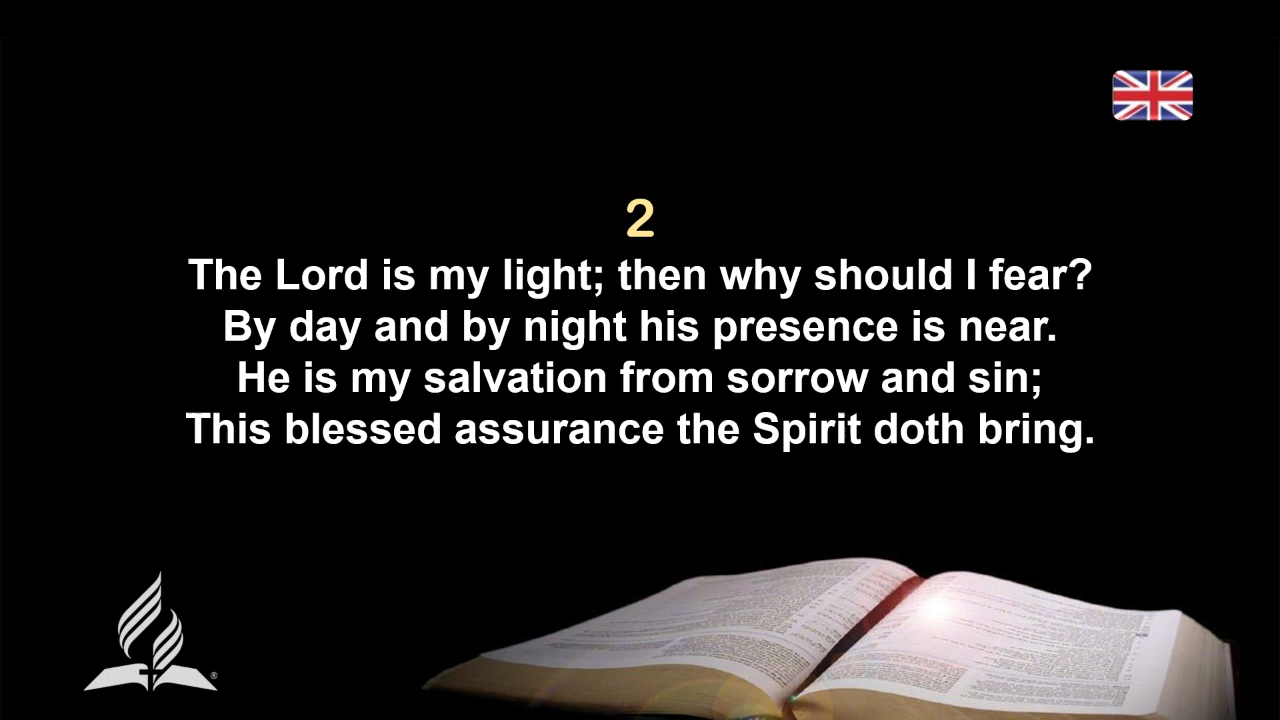 2
The Lord is my light; then why should I fear?
By day and by night his presence is near.
He is my salvation from sorrow and sin;
This blessed assurance the Spirit doth bring.
®